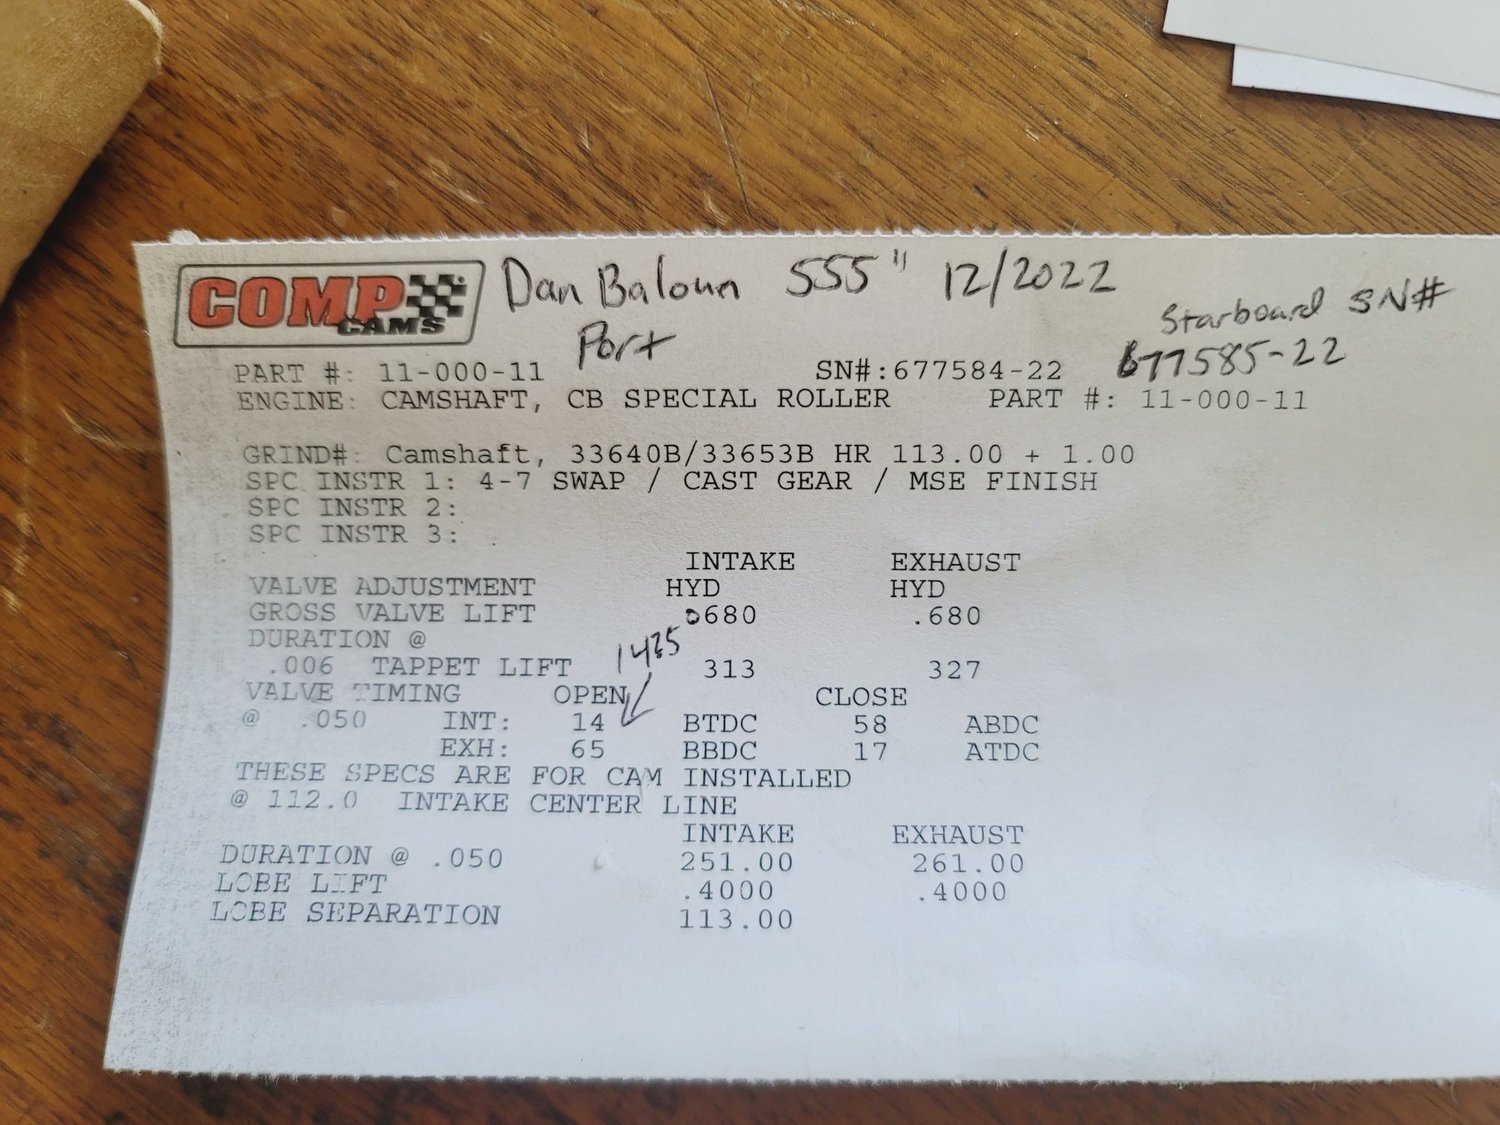 COMP CAMS Dan Baloun 555" 12/2022
Port
Starboard SN#
677585-22
PART #: 11-000-11 SN#:677584-22
ENGINE: CAMSHAFT, CB SPECIAL ROLLER PART #: 11-000-11
GRIND#: Camshaft, 33640B/33653B HR 113.00 + 1.00
SPC INSTR 1: 4-7 SWAP / CAST GEAR / MSE FINISH
SPC INSTR 2:
SPC INSTR 3:
INTAKE EXHAUST
VALVE ADJUSTMENT HYD HYD
GROSS VALVE LIFT .680 .680
DURATION @
.006 TAPPET LIFT 313 327
VALVE TIMING OPEN CLOSE
@ .050 INT: 14 BTDC 58 ABDC
EXH: 65 BBDC 17 ATDC
THESE SPECS ARE FOR CAM INSTALLED
@ 112.0 INTAKE CENTER LINE
INTAKE EXHAUST
DURATION @ .050 251.00 261.00
LOBE LIFT .4000 .4000
LOBE SEPARATION 113.00